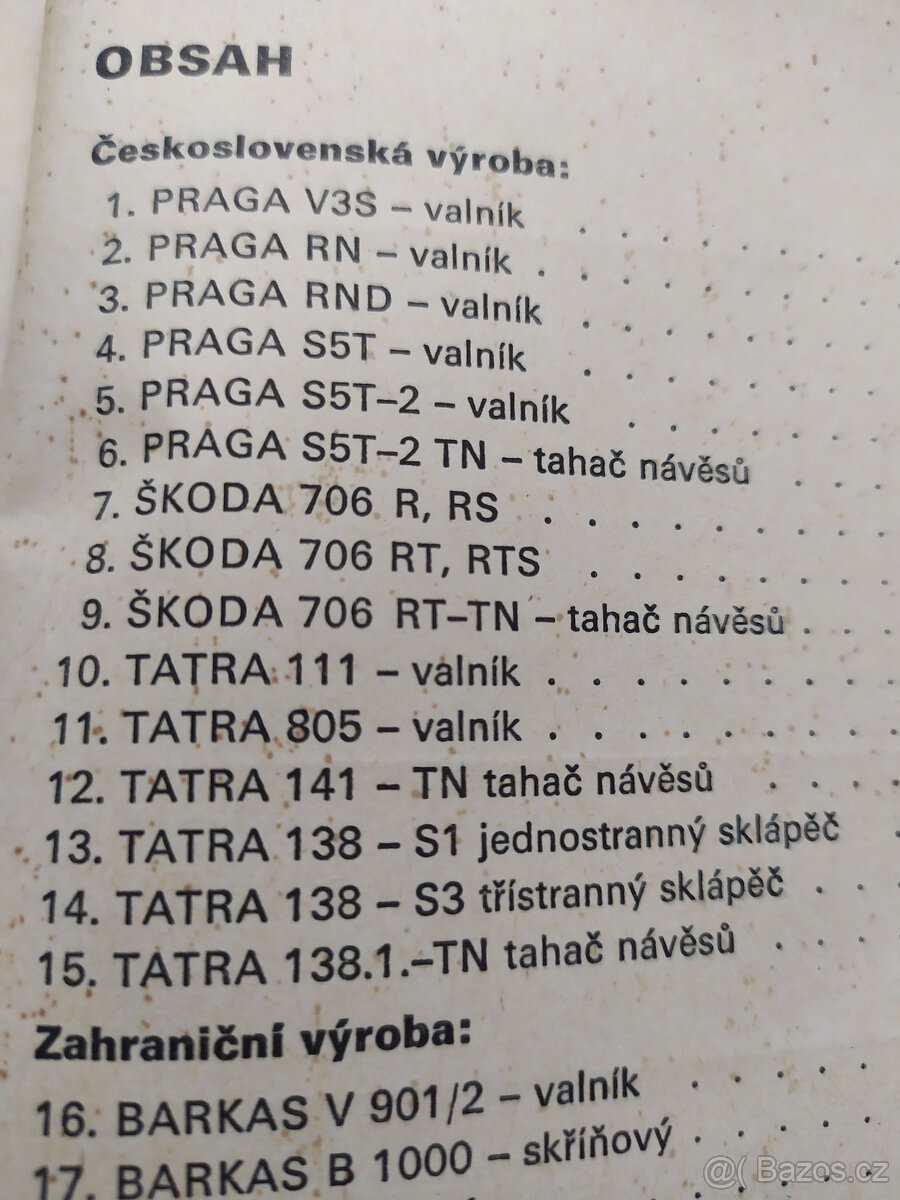 OBSAH
Československá výroba:
1. PRAGA V3S – valník . . . . . . .
2. PRAGA RN – valník . . . . . . . .
3. PRAGA RND – valník . . . . . . .
4. PRAGA S5T – valník . . . . . . .
5. PRAGA S5T–2 – valník . . . . . .
6. PRAGA S5T–2 TN – tahač návěsů . . .
7. ŠKODA 706 R, RS . . . . . . . .
8. ŠKODA 706 RT, RTS . . . . . . .
9. ŠKODA 706 RT–TN – tahač návěsů . . .
10. TATRA 111 – valník . . . . . . . .
11. TATRA 805 – valník . . . . . . . .
12. TATRA 141 – TN tahač návěsů . . . .
13. TATRA 138 – S1 jednostranný sklápěč .
14. TATRA 138 – S3 třístranný sklápěč . . .
15. TATRA 138.1.–TN tahač návěsů . . . .
Zahraniční výroba:
16. BARKAS V 901/2 – valník . . . . .
17. BARKAS B 1000 – skříňový . . . . .
@( Bazos.cz